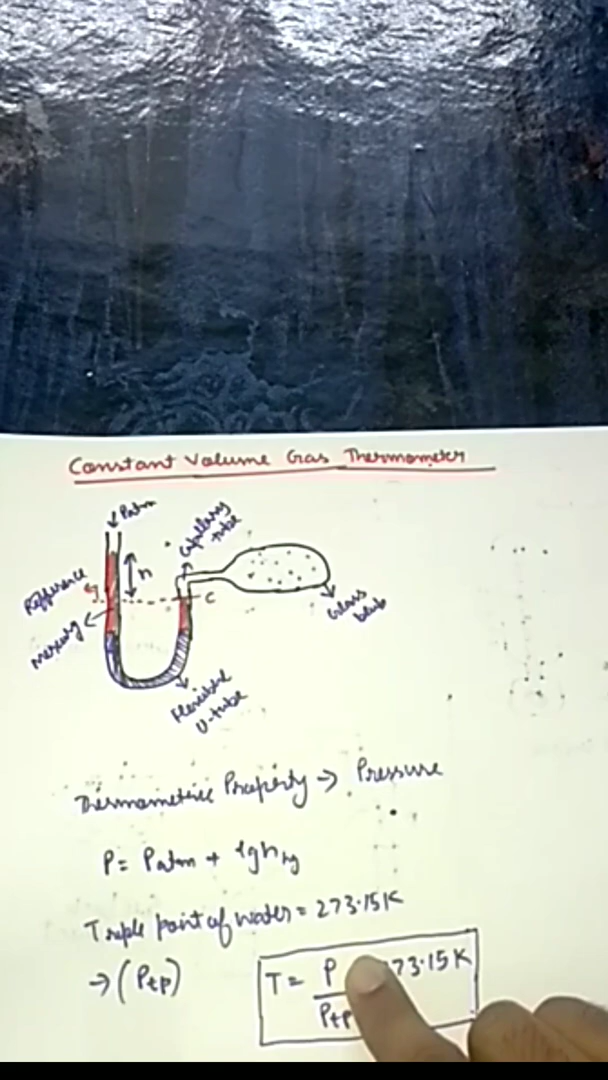 Constant Volume Gas Thermometer
Patm
Capillary tube
h
Refference
C
Mercury
Glass bulb
Flexible U-tube
Thermometric Property → Pressure
P = Patm + ρghHg
Triple point of water = 273.15K
→ (Ptp)
T = P
Ptp
73.15K